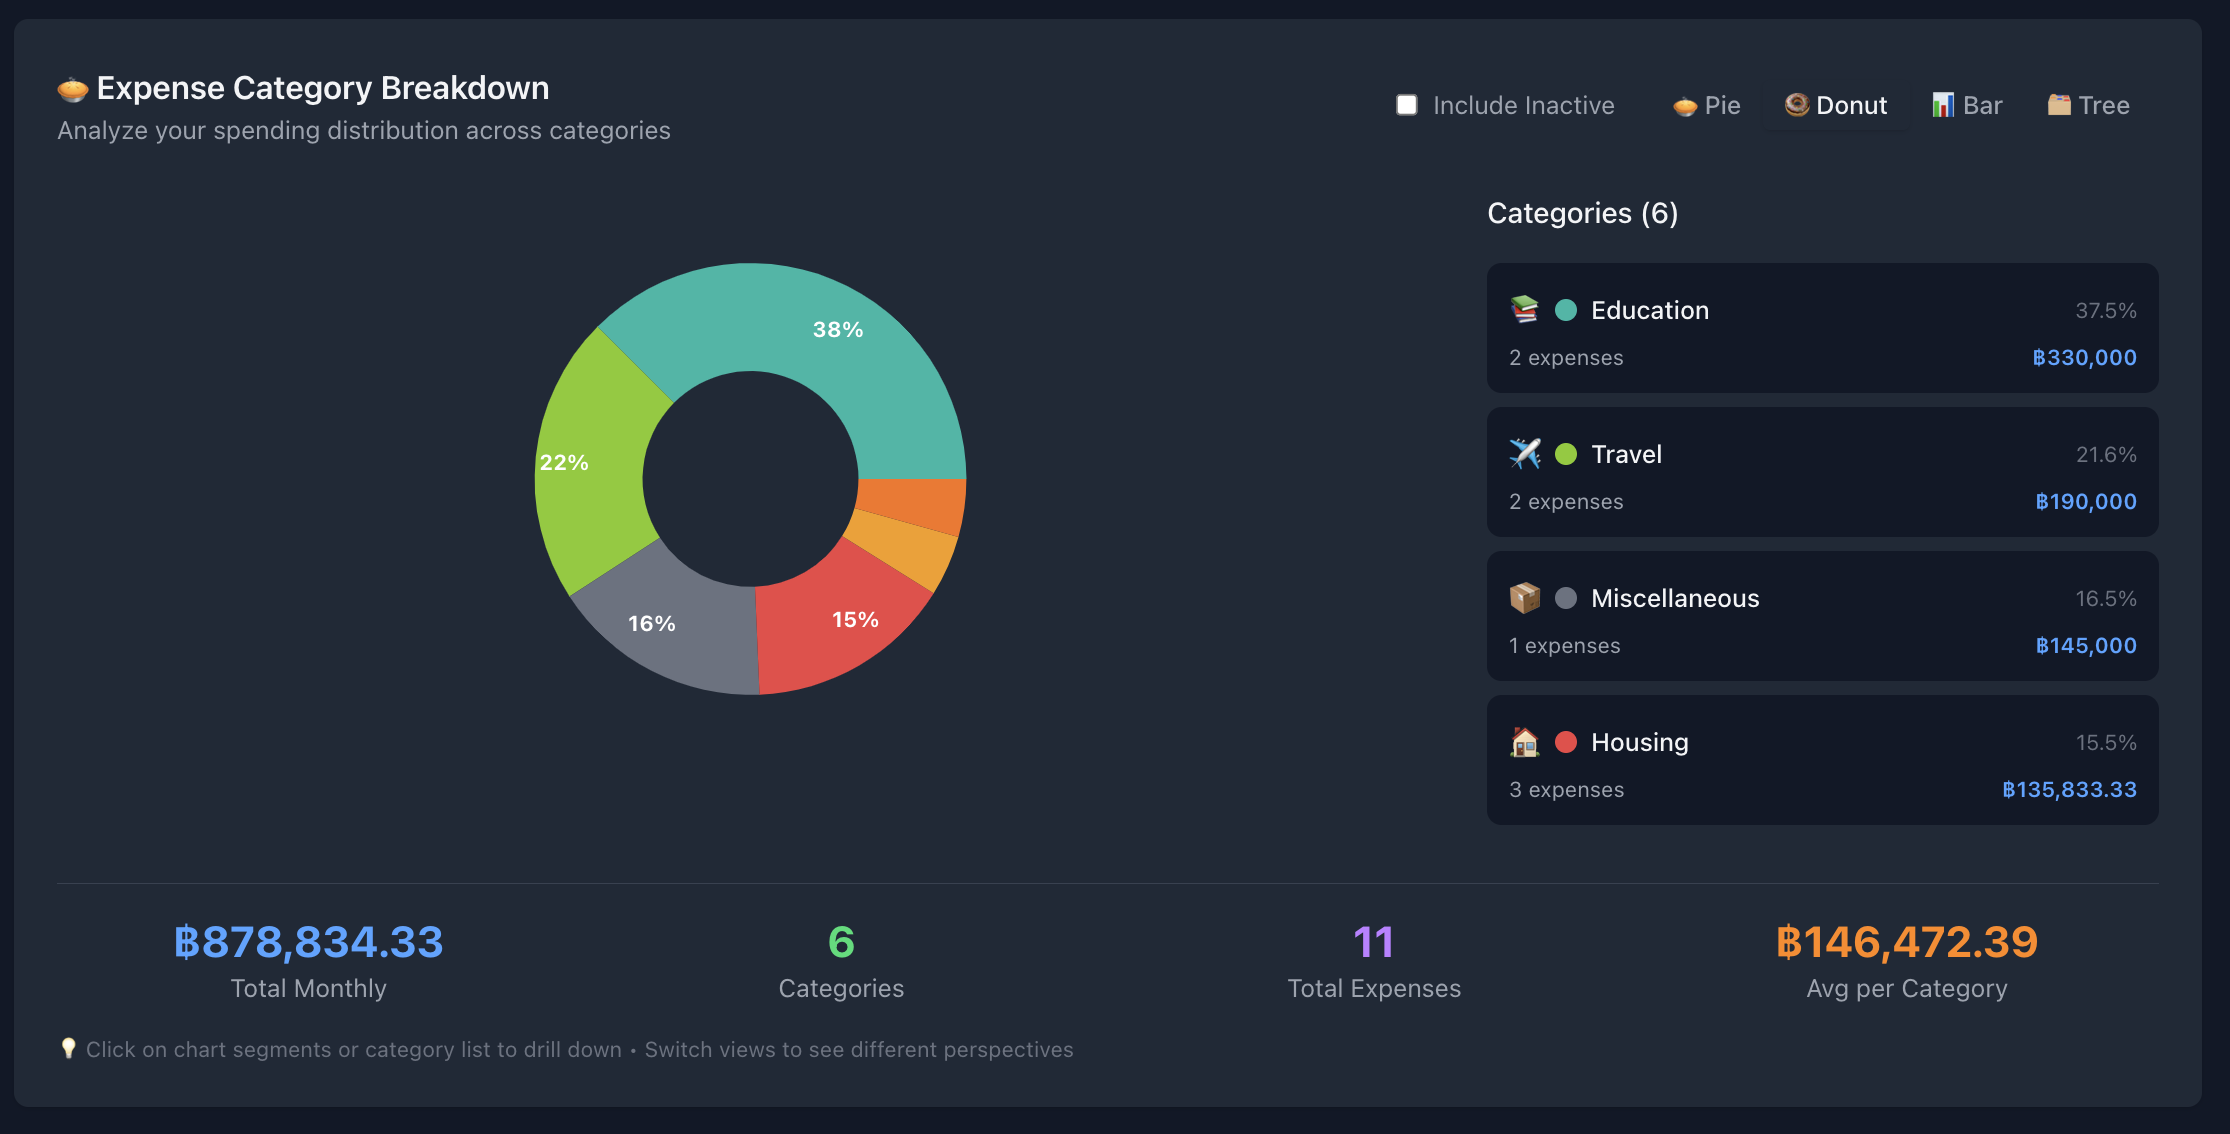 Expense Category Breakdown
Analyze your spending distribution across categories
Include Inactive
Pie
Donut
Bar
Tree
38%
22%
16%
15%
Categories (6)
Education
37.5%
2 expenses
฿330,000
Travel
21.6%
2 expenses
฿190,000
Miscellaneous
16.5%
1 expenses
฿145,000
Housing
15.5%
3 expenses
฿135,833.33
฿878,834.33
Total Monthly
6
Categories
11
Total Expenses
฿146,472.39
Avg per Category
Click on chart segments or category list to drill down • Switch views to see different perspectives